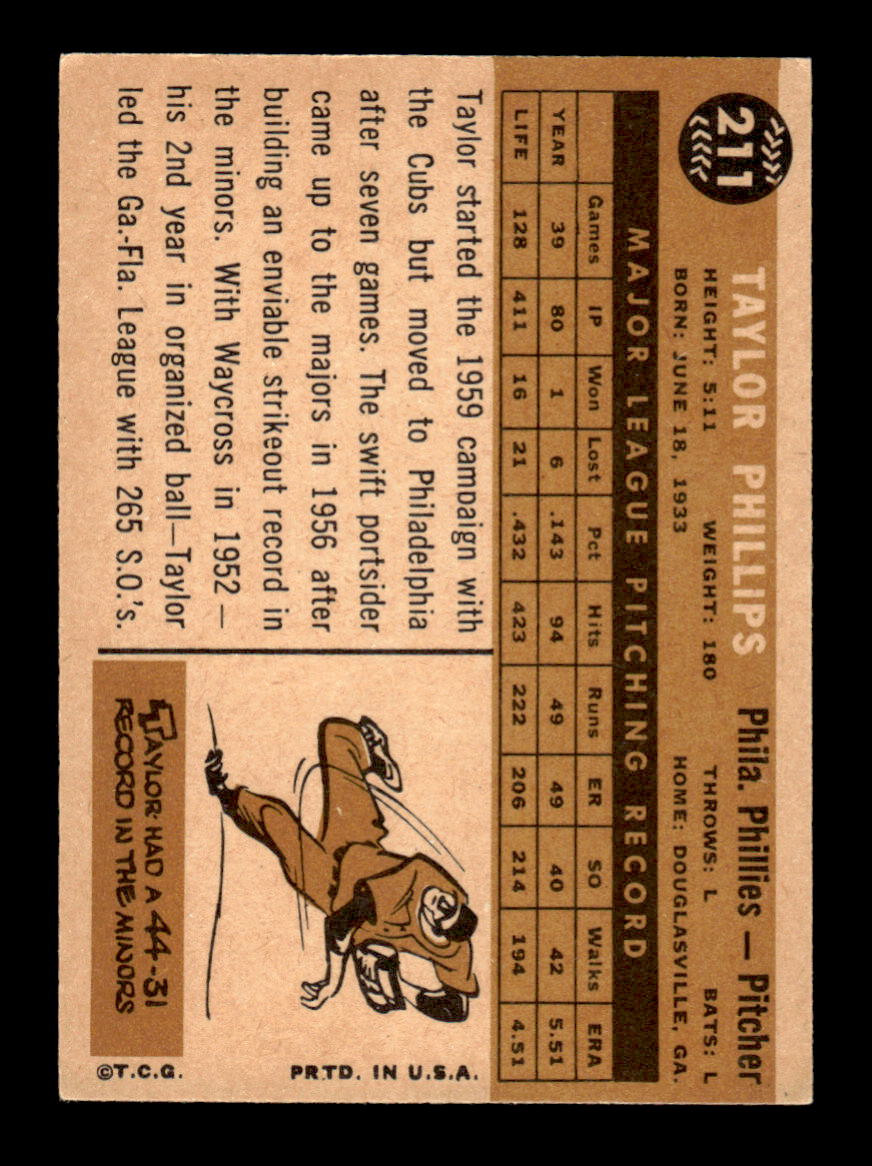 211
TAYLOR PHILLIPS Phila. Phillies — Pitcher
HEIGHT: 5:11 WEIGHT: 180 THROWS: L BATS: L
BORN: JUNE 18, 1933 HOME: DOUGLASVILLE, GA.
MAJOR LEAGUE PITCHING RECORD
Games IP Won Lost Pct Hits Runs ER SO Walks ERA
YEAR 39 80 1 6 .143 94 49 49 40 42 5.51
LIFE 128 411 16 21 .432 423 222 206 214 194 4.51
Taylor started the 1959 campaign with
the Cubs but moved to Philadelphia
after seven games. The swift portsider
came up to the majors in 1956 after
building an enviable strikeout record in
the minors. With Waycross in 1952—
his 2nd year in organized ball—Taylor
led the Ga.-Fla. League with 265 S.O.'s.
TAYLOR HAD A 44-31
RECORD IN THE MINORS
©T.C.G. PRTD. IN U.S.A.